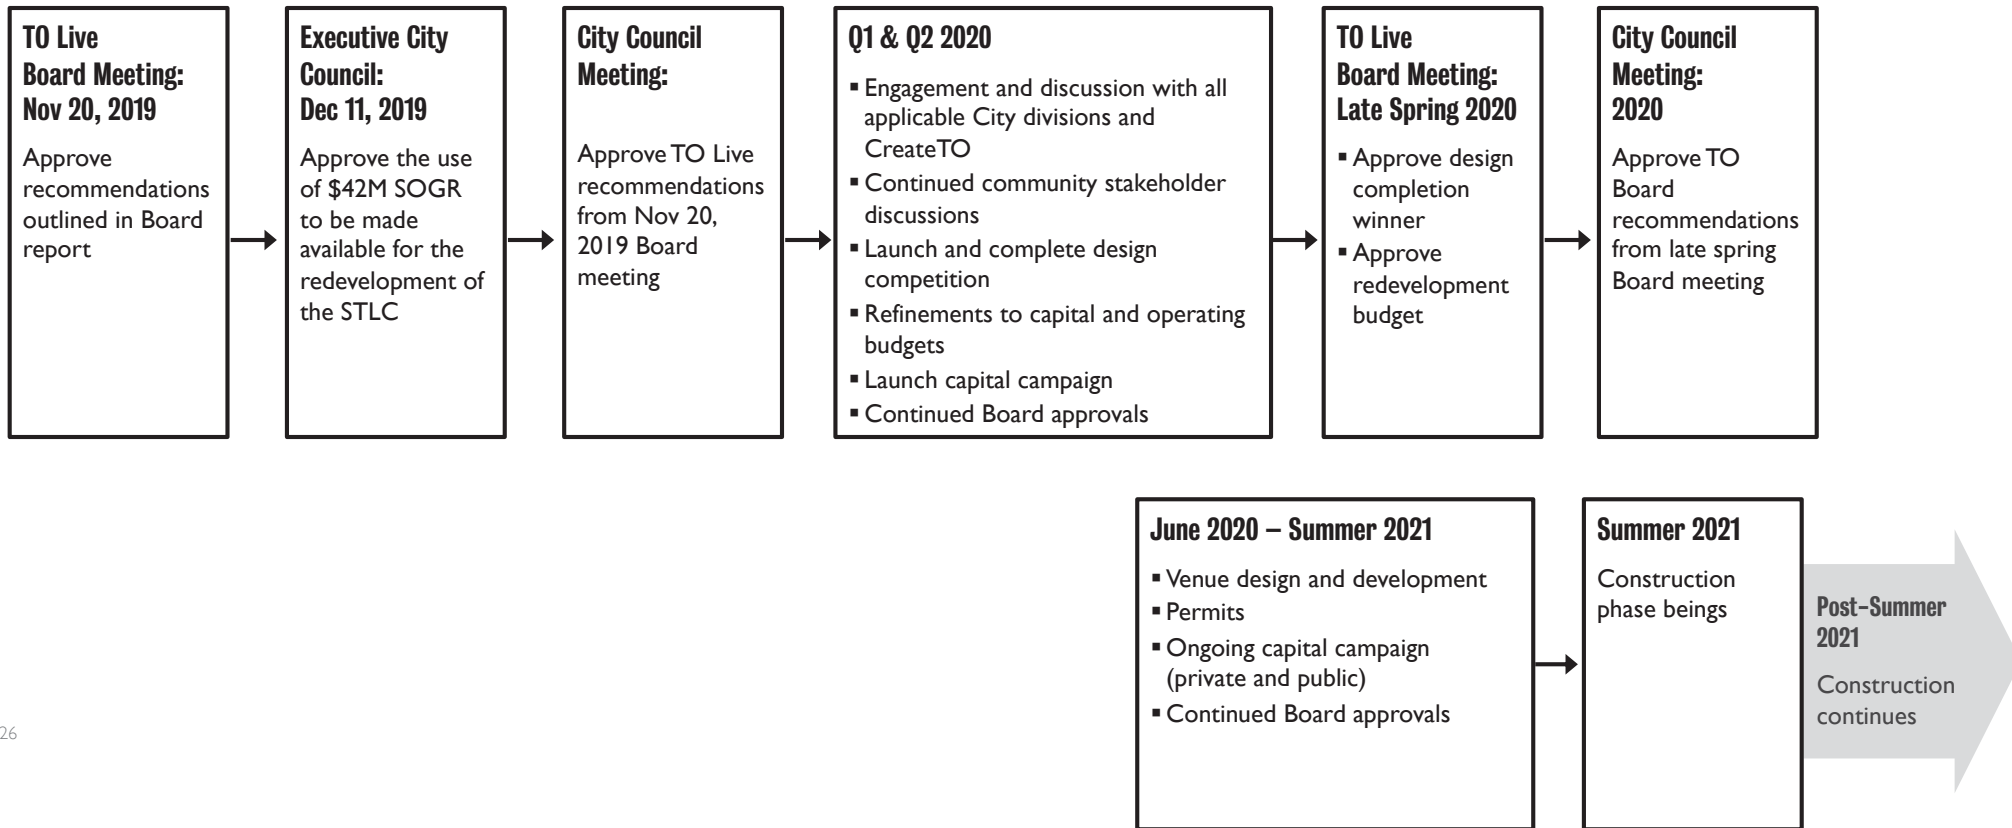 TO Live
Board Meeting:
Nov 20, 2019
Approve
recommendations
outlined in Board
report
Executive City
Council:
Dec 11, 2019
Approve the use
of $42M SOGR
to be made
available for the
redevelopment of
the STLC
City Council
Meeting:
Approve TO Live
recommendations
from Nov 20,
2019 Board
meeting
Q1 & Q2 2020
▪ Engagement and discussion with all
applicable City divisions and
CreateTO
▪ Continued community stakeholder
discussions
▪ Launch and complete design
competition
▪ Refinements to capital and operating
budgets
▪ Launch capital campaign
▪ Continued Board approvals
TO Live
Board Meeting:
Late Spring 2020
▪ Approve design
completion
winner
▪ Approve
redevelopment
budget
City Council
Meeting:
2020
Approve TO
Board
recommendations
from late spring
Board meeting
June 2020 – Summer 2021
▪ Venue design and development
▪ Permits
▪ Ongoing capital campaign
(private and public)
▪ Continued Board approvals
Summer 2021
Construction
phase beings
Post-Summer
2021
Construction
continues
26